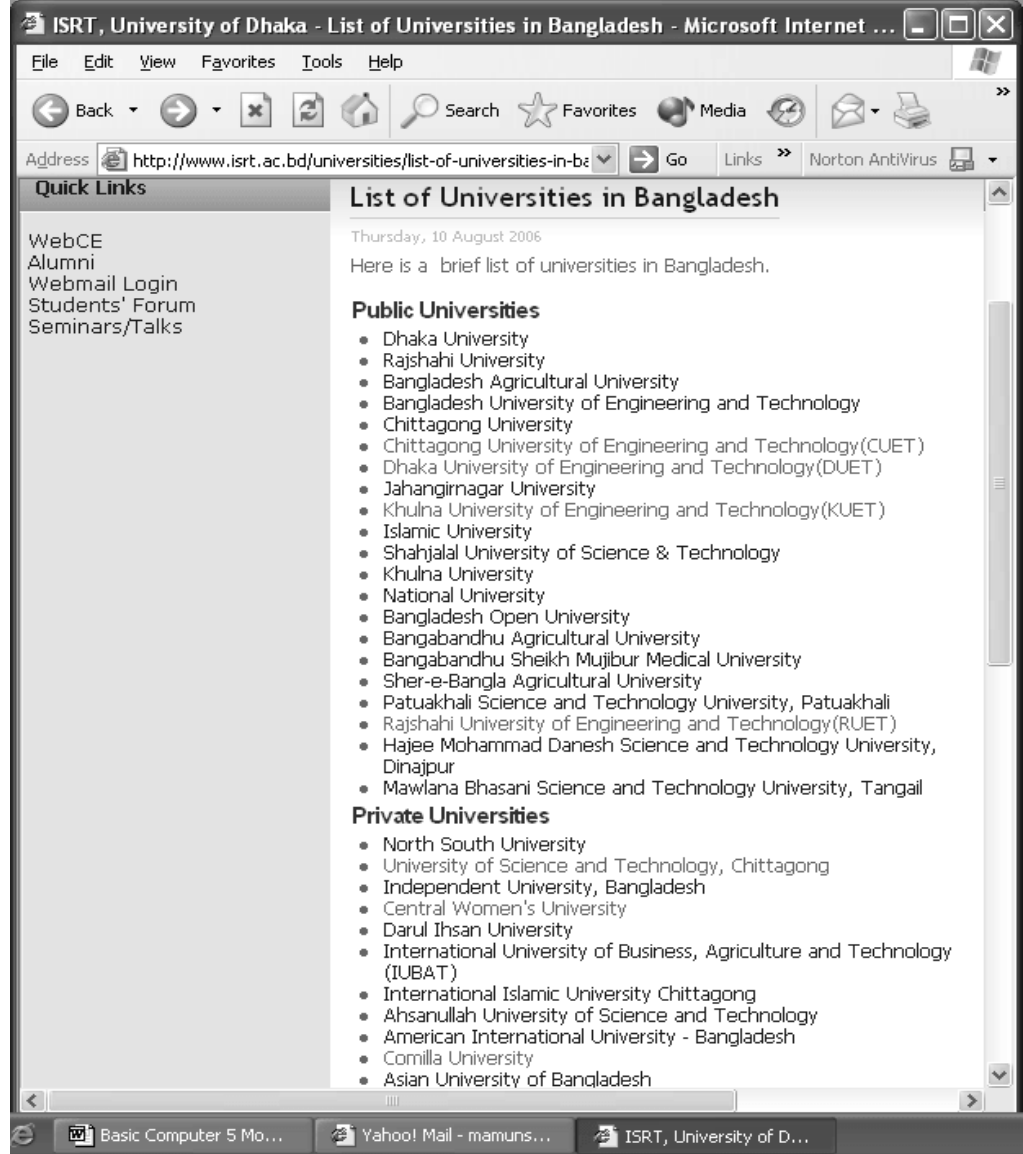 ISRT, University of Dhaka - List of Universities in Bangladesh - Microsoft Internet ...
File Edit View Favorites Tools Help
Back Search Favorites Media »
Address http://www.isrt.ac.bd/universities/list-of-universities-in-ba Go Links » Norton AntiVirus
Quick Links
WebCE
Alumni
Webmail Login
Students' Forum
Seminars/Talks
List of Universities in Bangladesh
Thursday, 10 August 2006
Here is a brief list of universities in Bangladesh.
Public Universities
• Dhaka University
• Rajshahi University
• Bangladesh Agricultural University
• Bangladesh University of Engineering and Technology
• Chittagong University
• Chittagong University of Engineering and Technology(CUET)
• Dhaka University of Engineering and Technology(DUET)
• Jahangirnagar University
• Khulna University of Engineering and Technology(KUET)
• Islamic University
• Shahjalal University of Science & Technology
• Khulna University
• National University
• Bangladesh Open University
• Bangabandhu Agricultural University
• Bangabandhu Sheikh Mujibur Medical University
• Sher-e-Bangla Agricultural University
• Patuakhali Science and Technology University, Patuakhali
• Rajshahi University of Engineering and Technology(RUET)
• Hajee Mohammad Danesh Science and Technology University,
Dinajpur
• Mawlana Bhasani Science and Technology University, Tangail
Private Universities
• North South University
• University of Science and Technology, Chittagong
• Independent University, Bangladesh
• Central Women's University
• Darul Ihsan University
• International University of Business, Agriculture and Technology
(IUBAT)
• International Islamic University Chittagong
• Ahsanullah University of Science and Technology
• American International University - Bangladesh
• Comilla University
• Asian University of Bangladesh
Basic Computer 5 Mo... Yahoo! Mail - mamuns... ISRT, University of D...